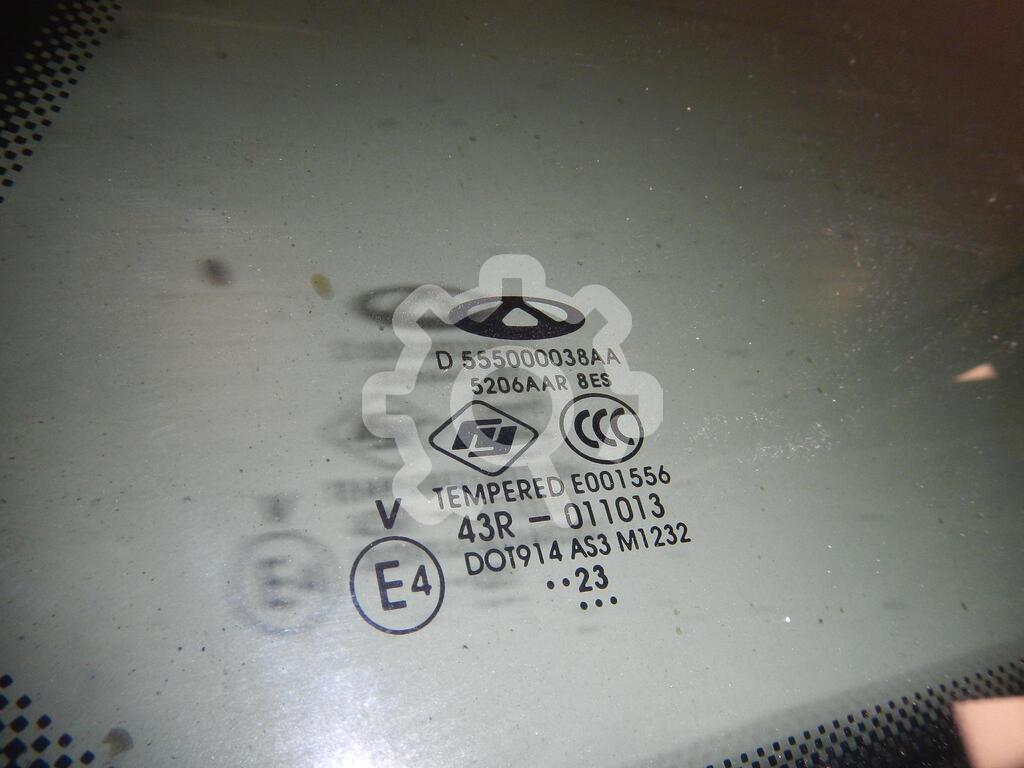 D 555000038AA
5206AAR 8ES
CCC
TEMPERED E001556
V 43R - 011013
E4 DOT914 AS3 M1232
••23
•••